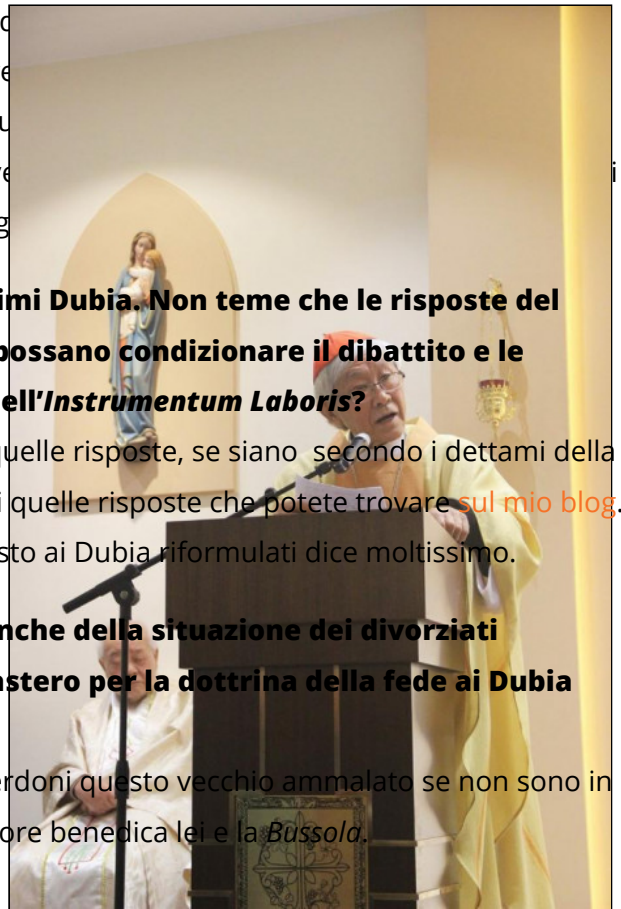 imi Dubia. Non teme che le risposte del
possano condizionare il dibattito e le
ell'Instrumentum Laboris?
quelle risposte, se siano secondo i dettami della
i quelle risposte che potete trovare sul mio blog.
sto ai Dubia riformulati dice moltissimo.
nche della situazione dei divorziati
astero per la dottrina della fede ai Dubia
erdoni questo vecchio ammalato se non sono in
ore benedica lei e la Bussola.